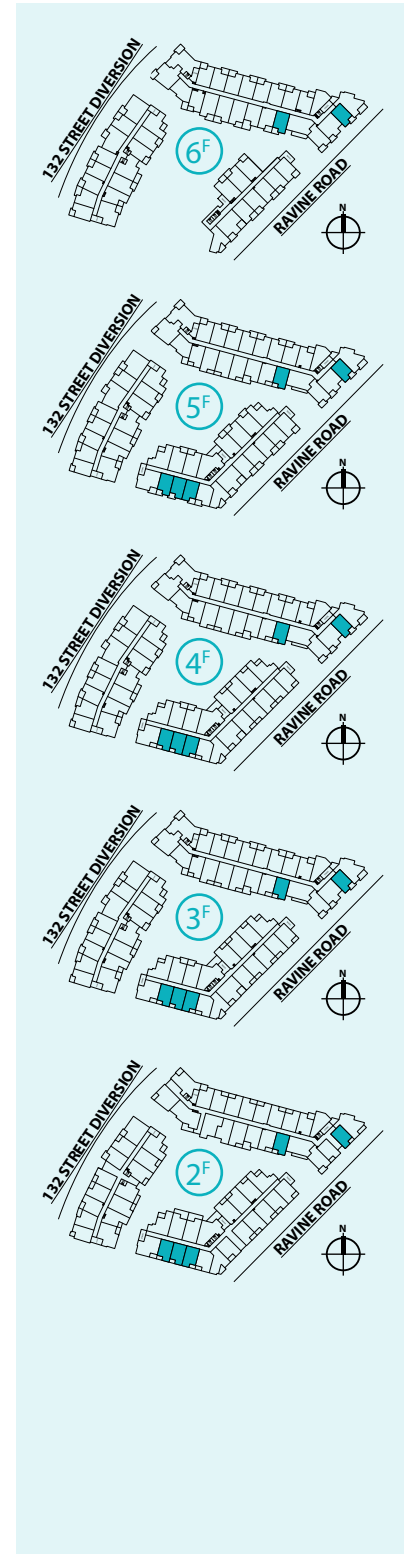 132 STREET DIVERSION
6F
RAVINE ROAD
N
132 STREET DIVERSION
5F
RAVINE ROAD
N
132 STREET DIVERSION
4F
RAVINE ROAD
N
132 STREET DIVERSION
3F
RAVINE ROAD
N
132 STREET DIVERSION
2F
RAVINE ROAD
N